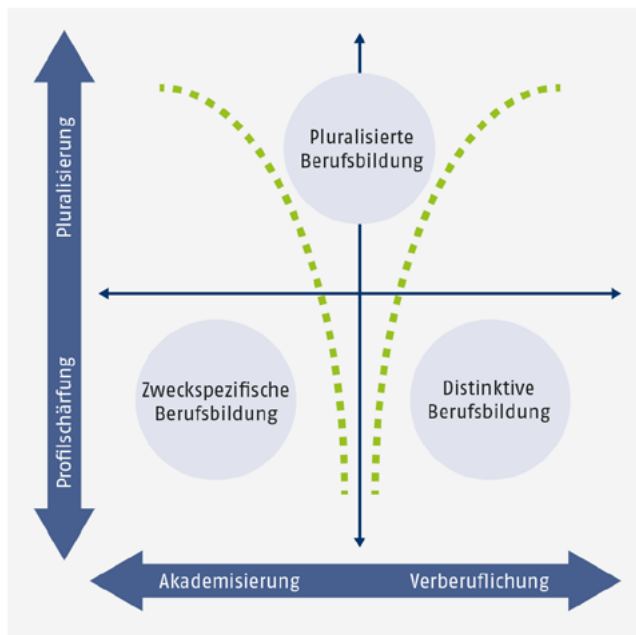 Pluralisierung
Profilschärfung
Pluralisierte
Berufsbildung
Zweckspezifische
Berufsbildung
Distinktive
Berufsbildung
Akademisierung
Verberuflichung